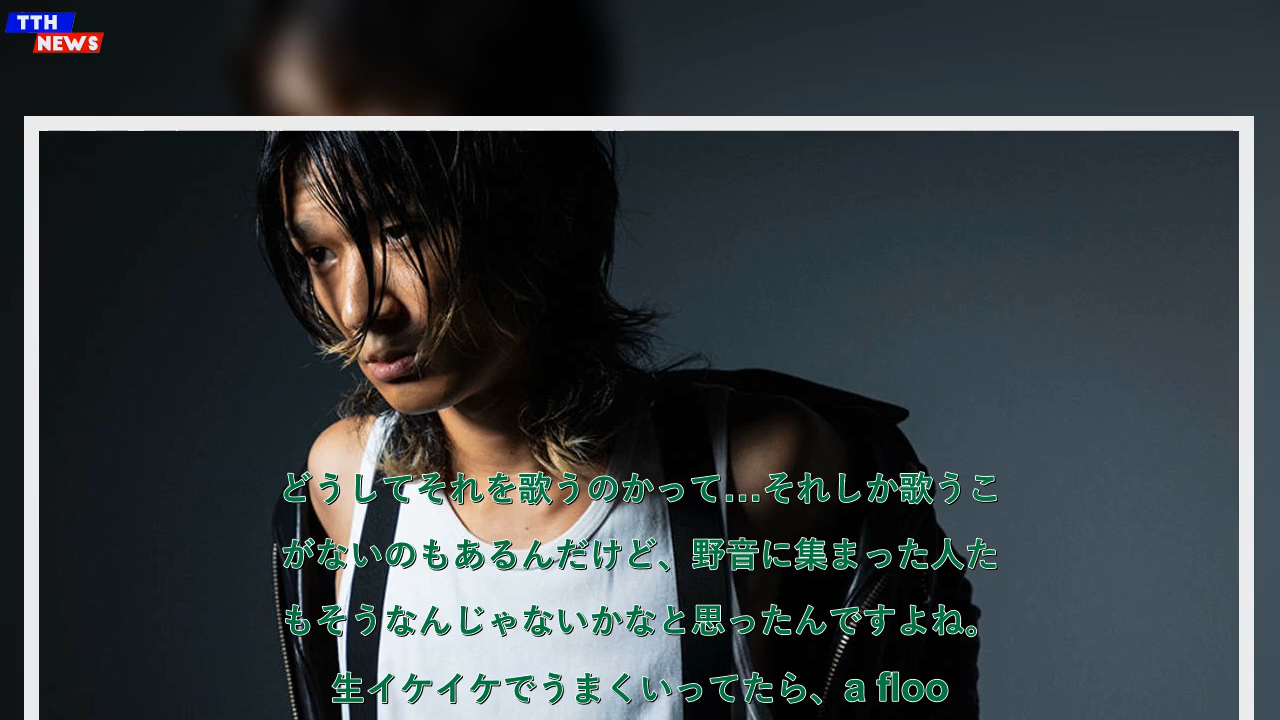 TTH
NEWS
どうしてそれを歌うのかって…それしか歌うこ
がないのもあるんだけど、野音に集まった人た
もそうなんじゃないかなと思ったんですよね。
生イケイケでうまくいってたら、a floo